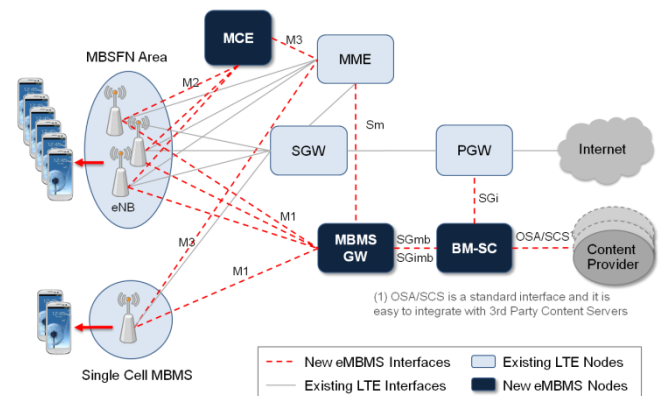 MBSFN Area
MCE
M3
MME
M2
Sm
SGW
PGW
Internet
eNB
M1
M3
MBMS
GW
SGmb
SGimb
SGi
BM-SC
OSA/SCS
Content
Provider
M1
(1) OSA/SCS is a standard interface and it is
easy to integrate with 3rd Party Content Servers
Single Cell MBMS
New eMBMS Interfaces
Existing LTE Nodes
Existing LTE Interfaces
New eMBMS Nodes